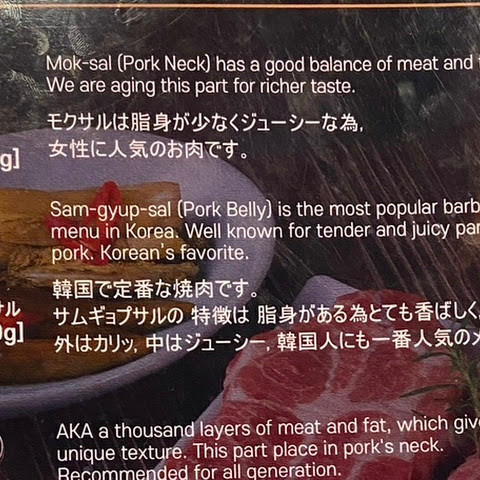 Mok-sal (Pork Neck) has a good balance of meat and
We are aging this part for richer taste.
モクサルは脂身が少なくジューシーな為,
女性に人気のお肉です。
g]
Sam-gyup-sal (Pork Belly) is the most popular barb
menu in Korea. Well known for tender and juicy par
pork. Korean's favorite.
韓国で定番な焼肉です。
サムギョプサルの 特徴は 脂身がある為とても香ばしく,
外はカリッ, 中はジューシー, 韓国人にも一番人気のメ
サル
0g]
AKA a thousand layers of meat and fat, which give
unique texture. This part place in pork's neck.
Recommended for all generation.